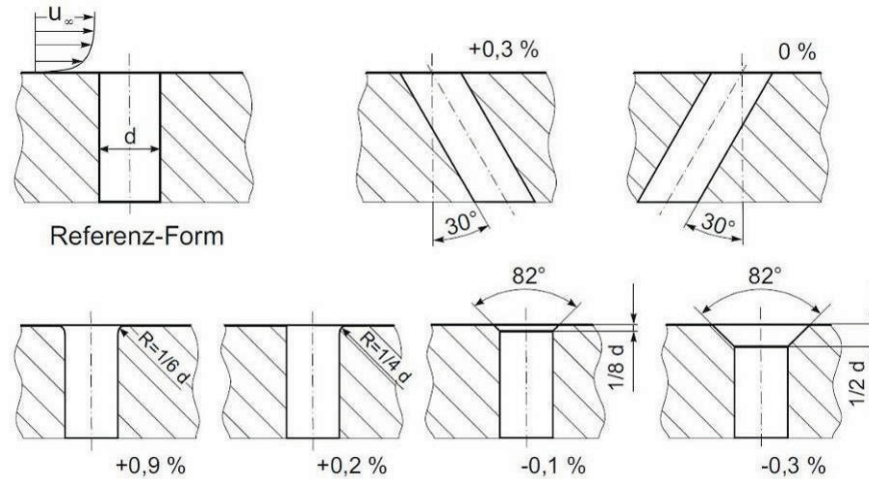 u∞
d
Referenz-Form
+0,3 %
30°
0 %
30°
R=1/6 d
+0,9 %
R=1/4 d
+0,2 %
82°
1/8 d
-0,1 %
82°
1/2 d
-0,3 %